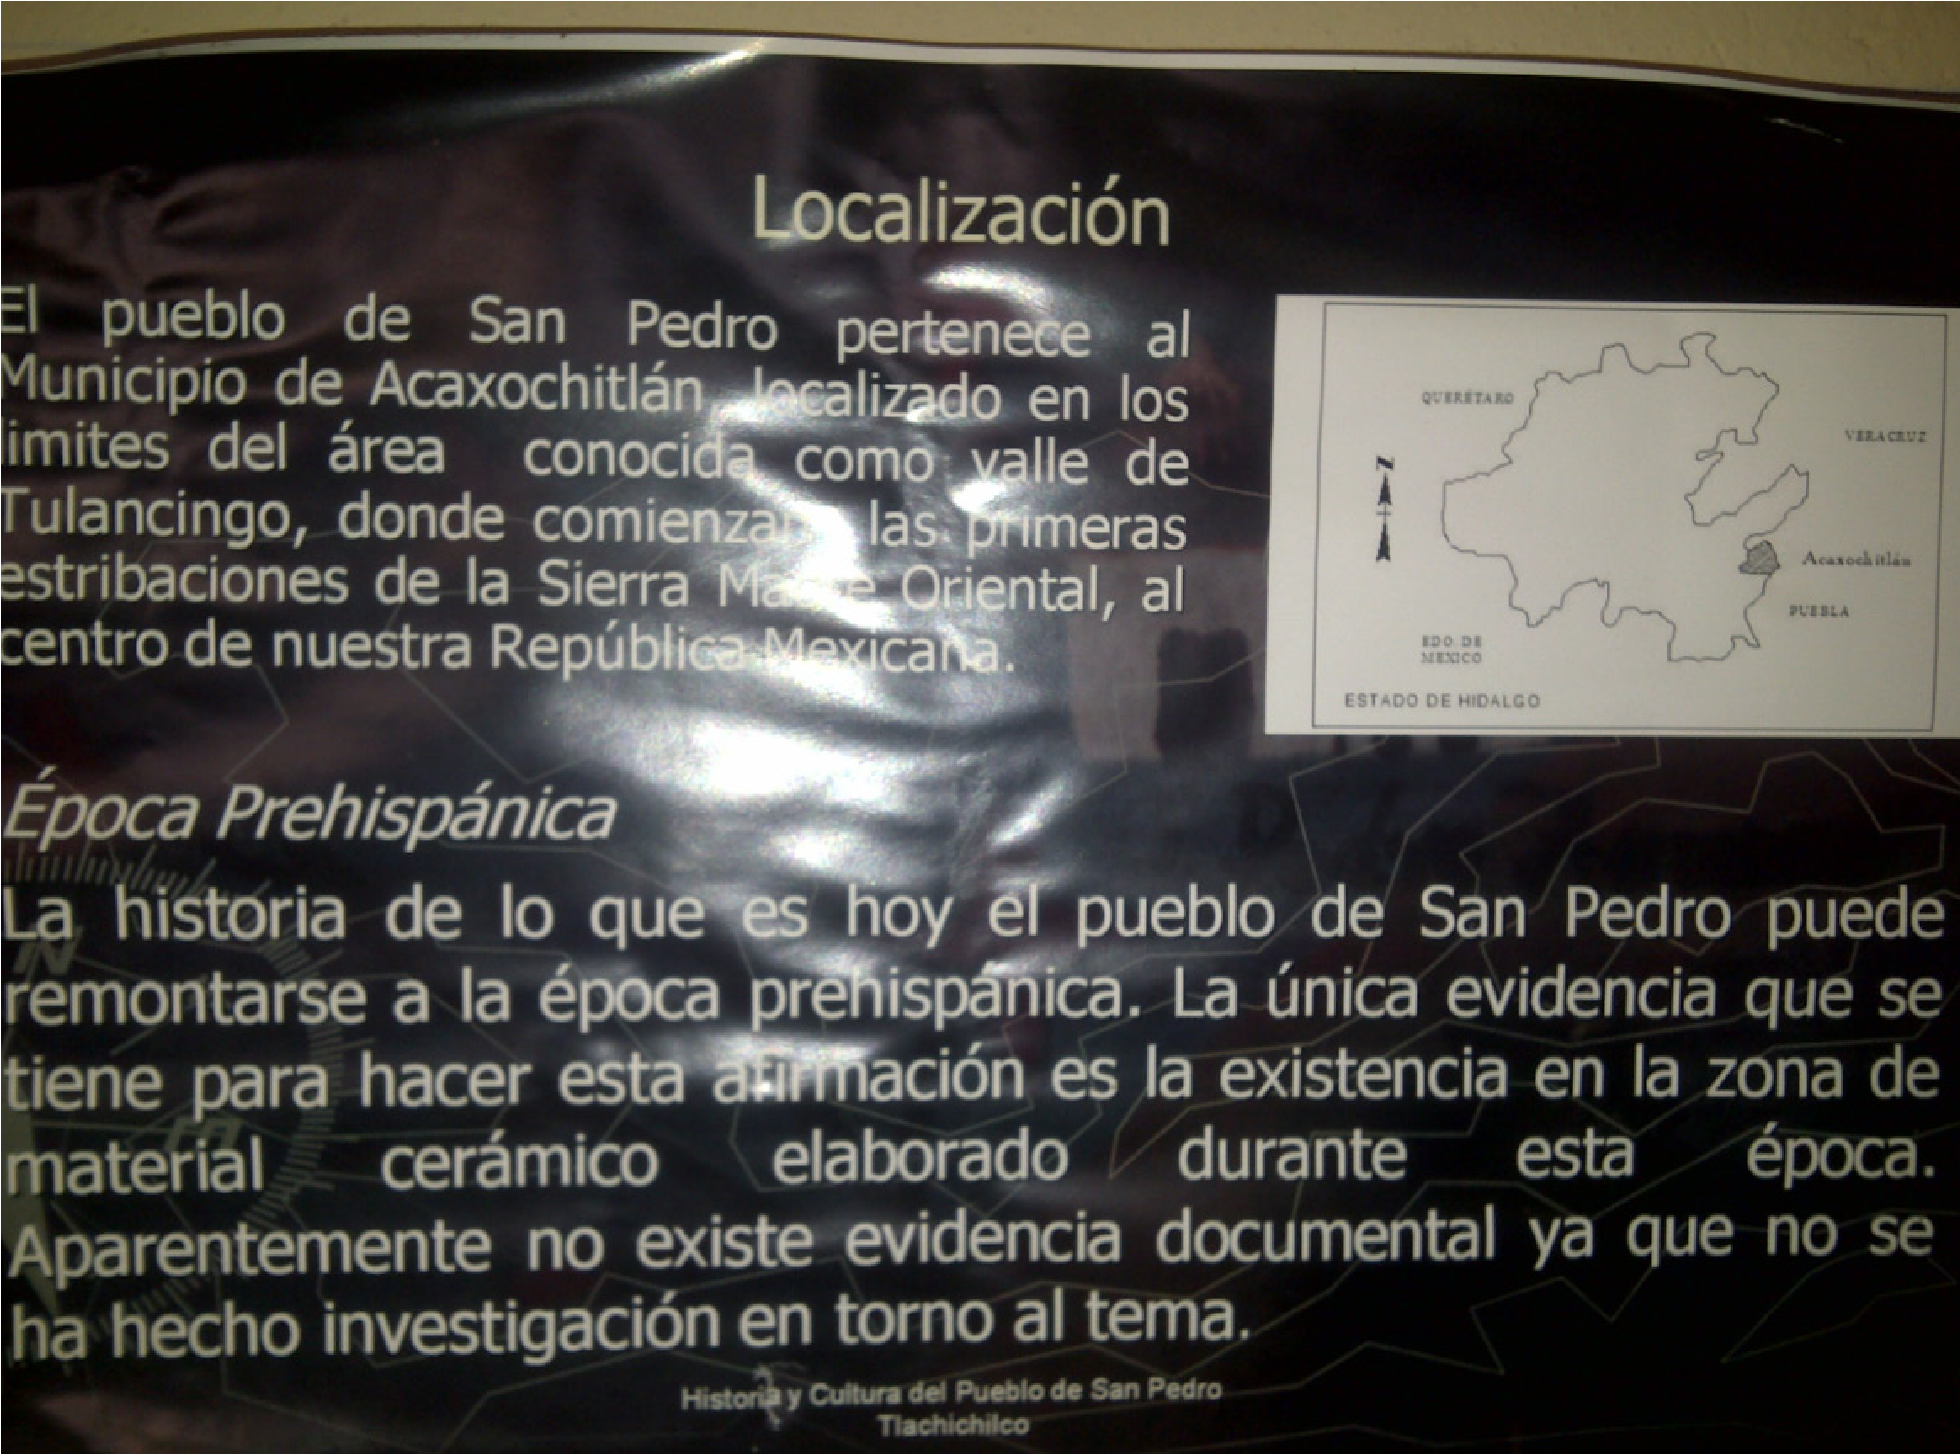 Localización
El pueblo de San Pedro pertenece al
Municipio de Acaxochitlán, localizado en los
limites del área conocida como valle de
Tulancingo, donde comienzan las primeras
estribaciones de la Sierra Madre Oriental, al
centro de nuestra República Mexicana.
QUERÉTARO
VERACRUZ
N
Acaxochitlán
PUEBLA
EDO DE
MEXICO
ESTADO DE HIDALGO
Época Prehispánica
La historia de lo que es hoy el pueblo de San Pedro puede
remontarse a la época prehispánica. La única evidencia que se
tiene para hacer esta afirmación es la existencia en la zona de
material cerámico elaborado durante esta época.
Aparentemente no existe evidencia documental ya que no se
ha hecho investigación en torno al tema.
N
E
Historia y Cultura del Pueblo de San Pedro
Tlachichilco